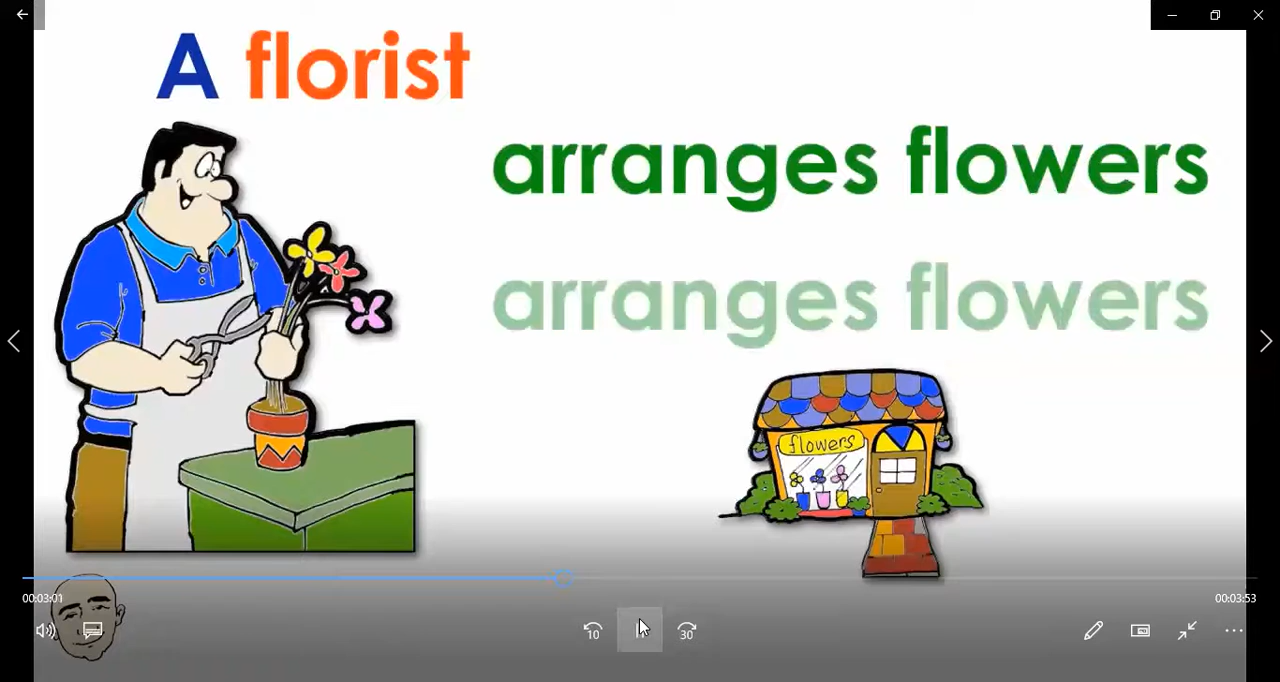 A florist
arranges flowers
arranges flowers
flowers
00:03:01
00:03:53
10
30